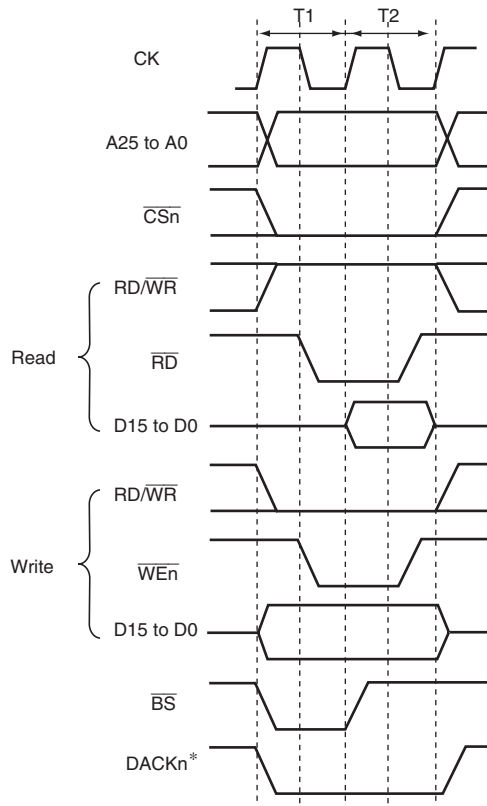 T1 T2
CK
A25 to A0
CSn
RD/WR
Read
RD
D15 to D0
RD/WR
Write
WEn
D15 to D0
BS
DACKn*